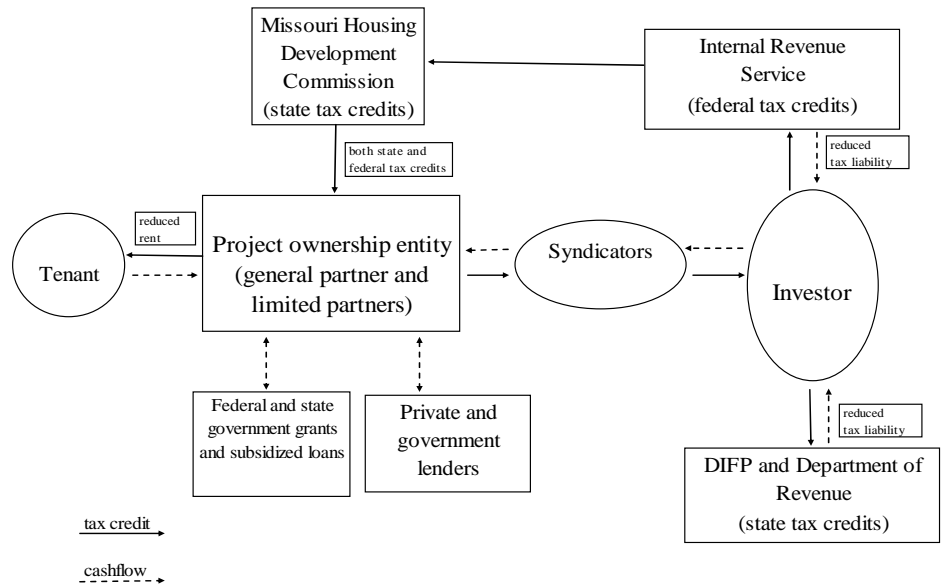 Missouri Housing
Development
Commission
(state tax credits)
Internal Revenue
Service
(federal tax credits)
both state and
federal tax credits
reduced
tax liability
reduced
rent
Tenant
Project ownership entity
(general partner and
limited partners)
Syndicators
Investor
Federal and state
government grants
and subsidized loans
Private and
government
lenders
reduced
tax liability
DIFP and Department of
Revenue
(state tax credits)
tax credit
cashflow